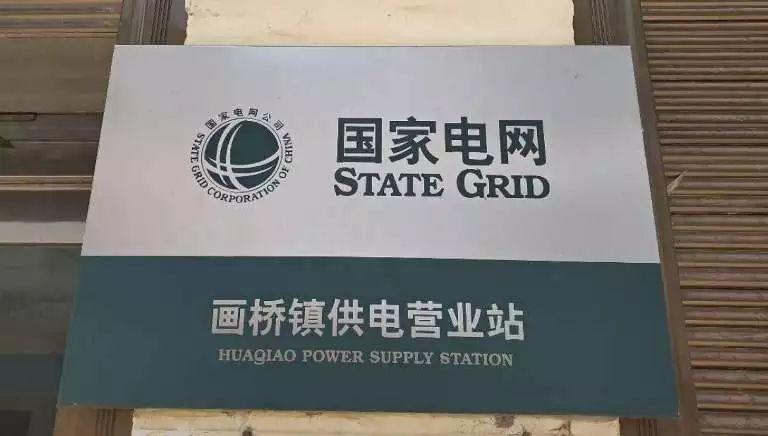 国家电网公司
STATE GRID CORPORATION OF CHINA
国家电网
STATE GRID
画桥镇供电营业站
HUAQIAO POWER SUPPLY STATION